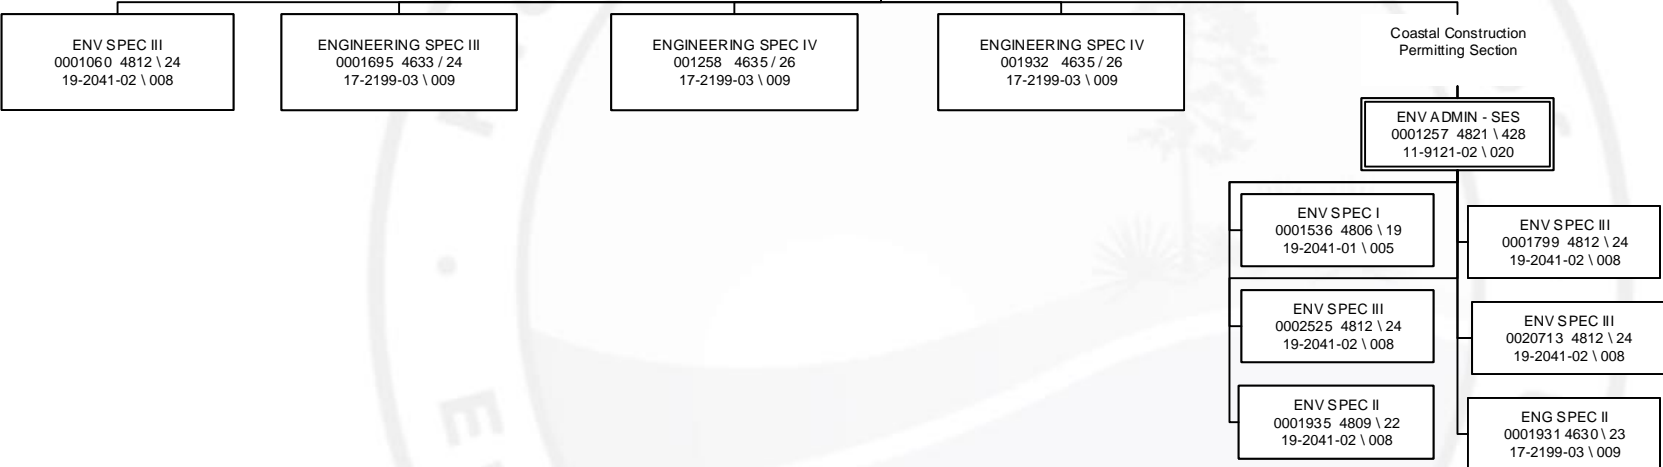 ENV SPEC III
0001060 4812 \ 24
19-2041-02 \ 008
ENGINEERING SPEC III
0001695 4633 / 24
17-2199-03 \ 009
ENGINEERING SPEC IV
001258 4635 / 26
17-2199-03 \ 009
ENGINEERING SPEC IV
001932 4635 / 26
17-2199-03 \ 009
Coastal Construction
Permitting Section
ENV ADMIN - SES
0001257 4821 \ 428
11-9121-02 \ 020
ENV SPEC I
0001536 4806 \ 19
19-2041-01 \ 005
ENV SPEC III
0001799 4812 \ 24
19-2041-02 \ 008
ENV SPEC III
0002525 4812 \ 24
19-2041-02 \ 008
ENV SPEC III
0020713 4812 \ 24
19-2041-02 \ 008
ENV SPEC II
0001935 4809 \ 22
19-2041-02 \ 008
ENG SPEC II
0001931 4630 \ 23
17-2199-03 \ 009